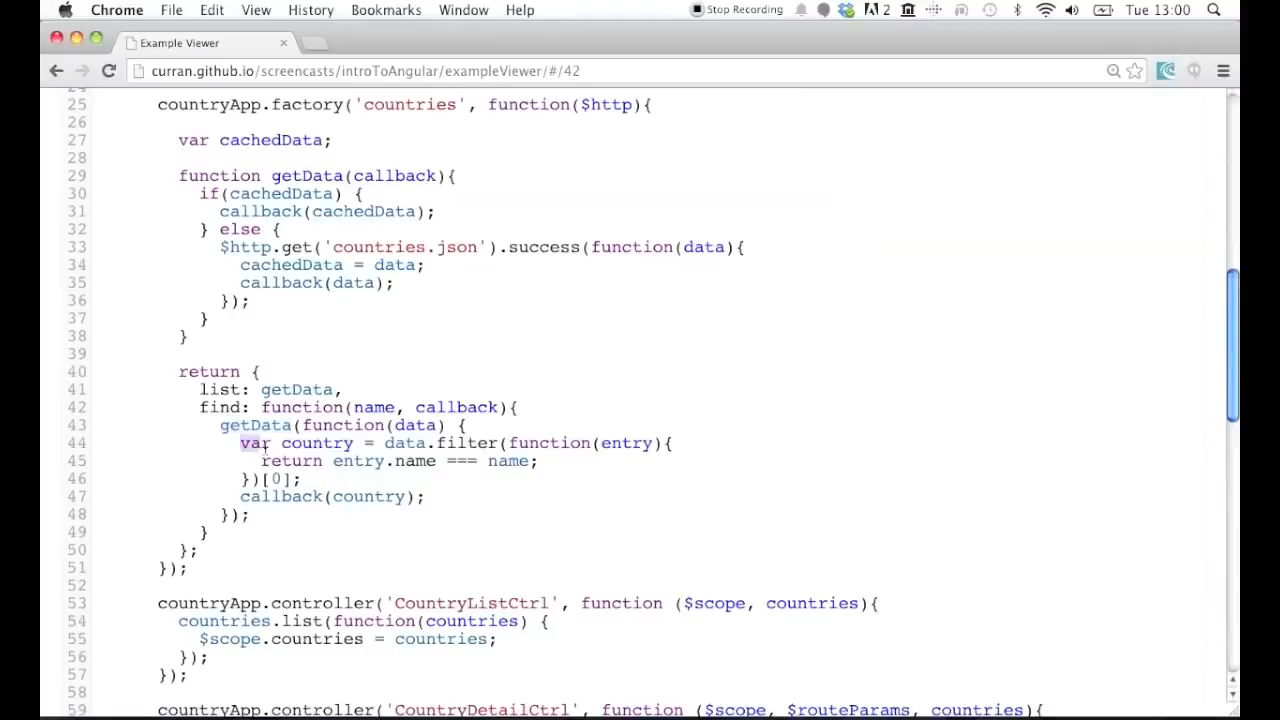 Chrome File Edit View History Bookmarks Window Help Stop Recording 2 Tue 13:00
Example Viewer
curran.github.io/screencasts/introToAngular/exampleViewer/#/42
24
25 countryApp.factory('countries', function($http){
26
27 var cachedData;
28
29 function getData(callback){
30 if(cachedData) {
31 callback(cachedData);
32 } else {
33 $http.get('countries.json').success(function(data){
34 cachedData = data;
35 callback(data);
36 });
37 }
38 }
39
40 return {
41 list: getData,
42 find: function(name, callback){
43 getData(function(data) {
44 var country = data.filter(function(entry){
45 return entry.name === name;
46 })[0];
47 callback(country);
48 });
49 }
50 };
51 });
52
53 countryApp.controller('CountryListCtrl', function ($scope, countries){
54 countries.list(function(countries) {
55 $scope.countries = countries;
56 });
57 });
58
59 countryApp.controller('CountryDetailCtrl', function ($scope, $routeParams, countries){